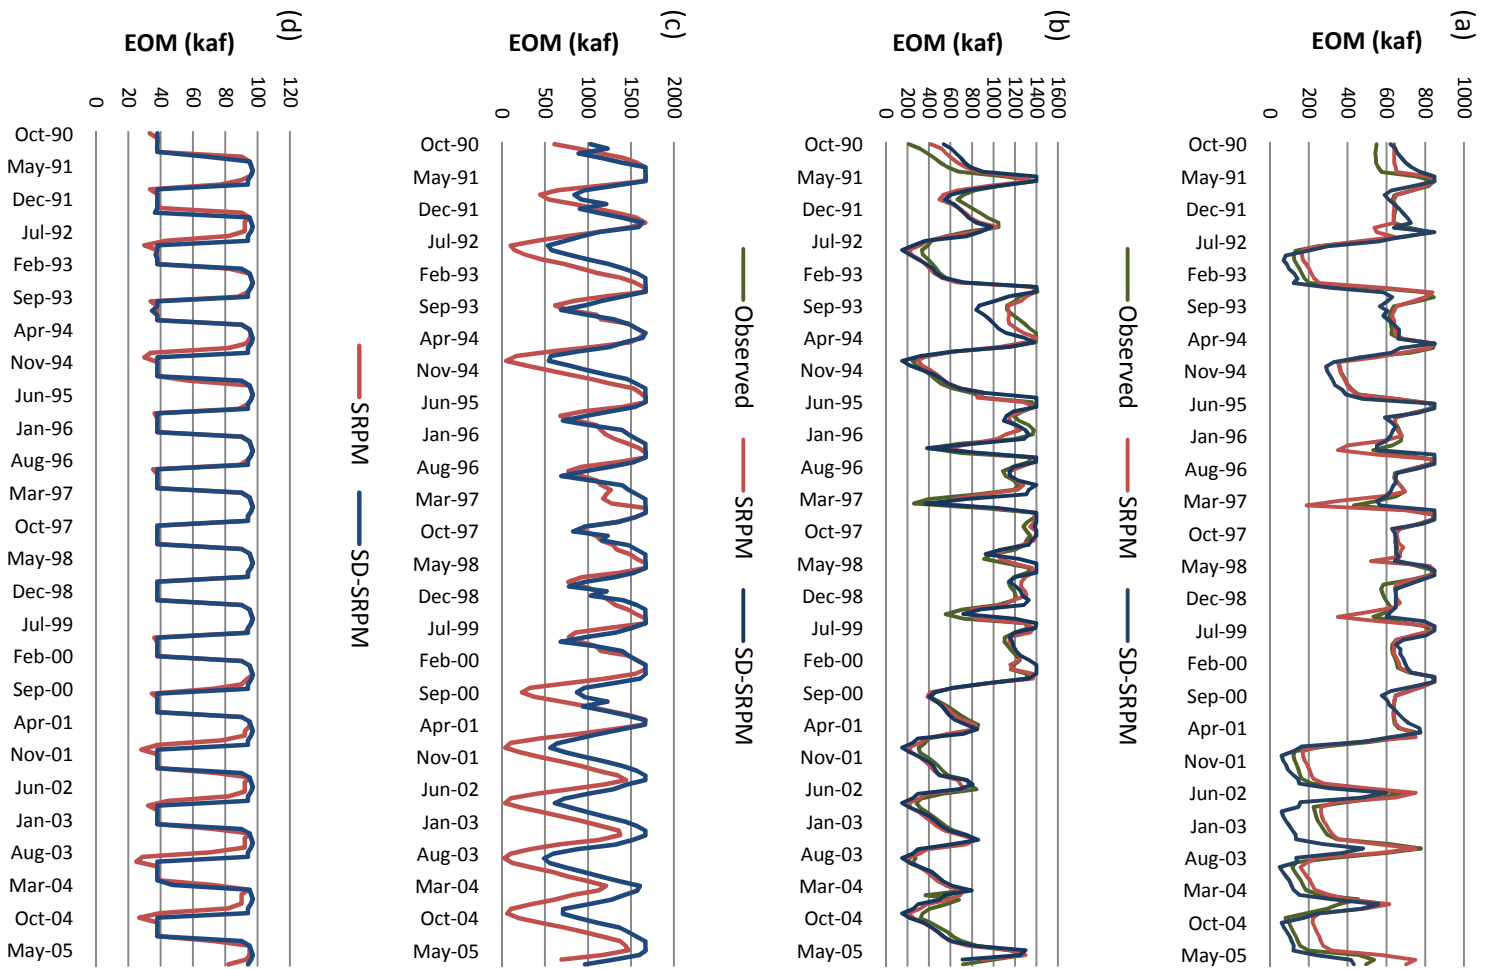 (a)
EOM (kaf)
1000
800
600
400
200
0
Oct-90
May-91
Dec-91
Jul-92
Feb-93
Sep-93
Apr-94
Nov-94
Jun-95
Jan-96
Aug-96
Mar-97
Oct-97
May-98
Dec-98
Jul-99
Feb-00
Sep-00
Apr-01
Nov-01
Jun-02
Jan-03
Aug-03
Mar-04
Oct-04
May-05
Observed
SRPM
SD-SRPM
(b)
EOM (kaf)
1600
1400
1200
1000
800
600
400
200
0
Oct-90
May-91
Dec-91
Jul-92
Feb-93
Sep-93
Apr-94
Nov-94
Jun-95
Jan-96
Aug-96
Mar-97
Oct-97
May-98
Dec-98
Jul-99
Feb-00
Sep-00
Apr-01
Nov-01
Jun-02
Jan-03
Aug-03
Mar-04
Oct-04
May-05
Observed
SRPM
SD-SRPM
(c)
EOM (kaf)
2000
1500
1000
500
0
Oct-90
May-91
Dec-91
Jul-92
Feb-93
Sep-93
Apr-94
Nov-94
Jun-95
Jan-96
Aug-96
Mar-97
Oct-97
May-98
Dec-98
Jul-99
Feb-00
Sep-00
Apr-01
Nov-01
Jun-02
Jan-03
Aug-03
Mar-04
Oct-04
May-05
SRPM
SD-SRPM
(d)
EOM (kaf)
120
100
80
60
40
20
0
Oct-90
May-91
Dec-91
Jul-92
Feb-93
Sep-93
Apr-94
Nov-94
Jun-95
Jan-96
Aug-96
Mar-97
Oct-97
May-98
Dec-98
Jul-99
Feb-00
Sep-00
Apr-01
Nov-01
Jun-02
Jan-03
Aug-03
Mar-04
Oct-04
May-05